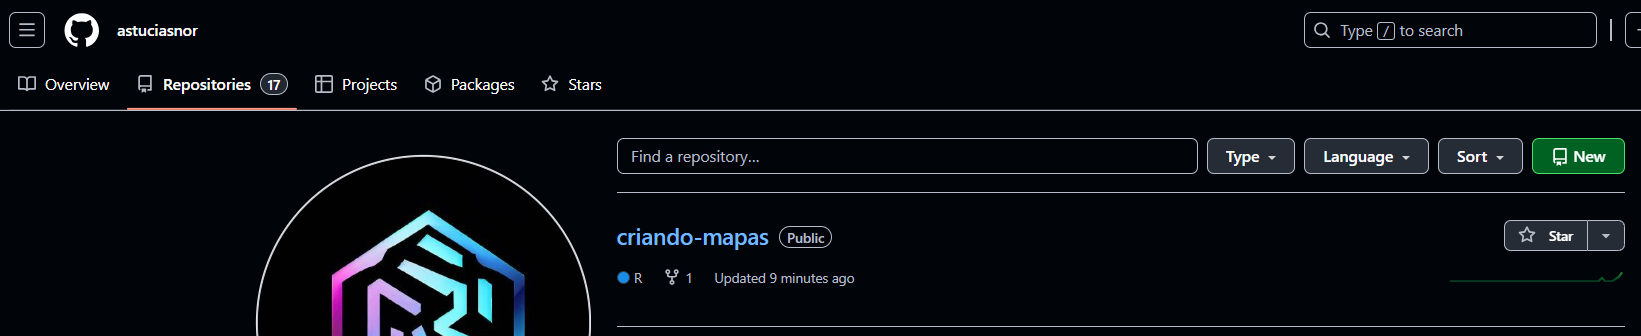 astuciasnor
Type / to search
Overview
Repositories 17
Projects
Packages
Stars
Find a repository...
Type
Language
Sort
New
criando-mapas Public
Star
R 1 Updated 9 minutes ago